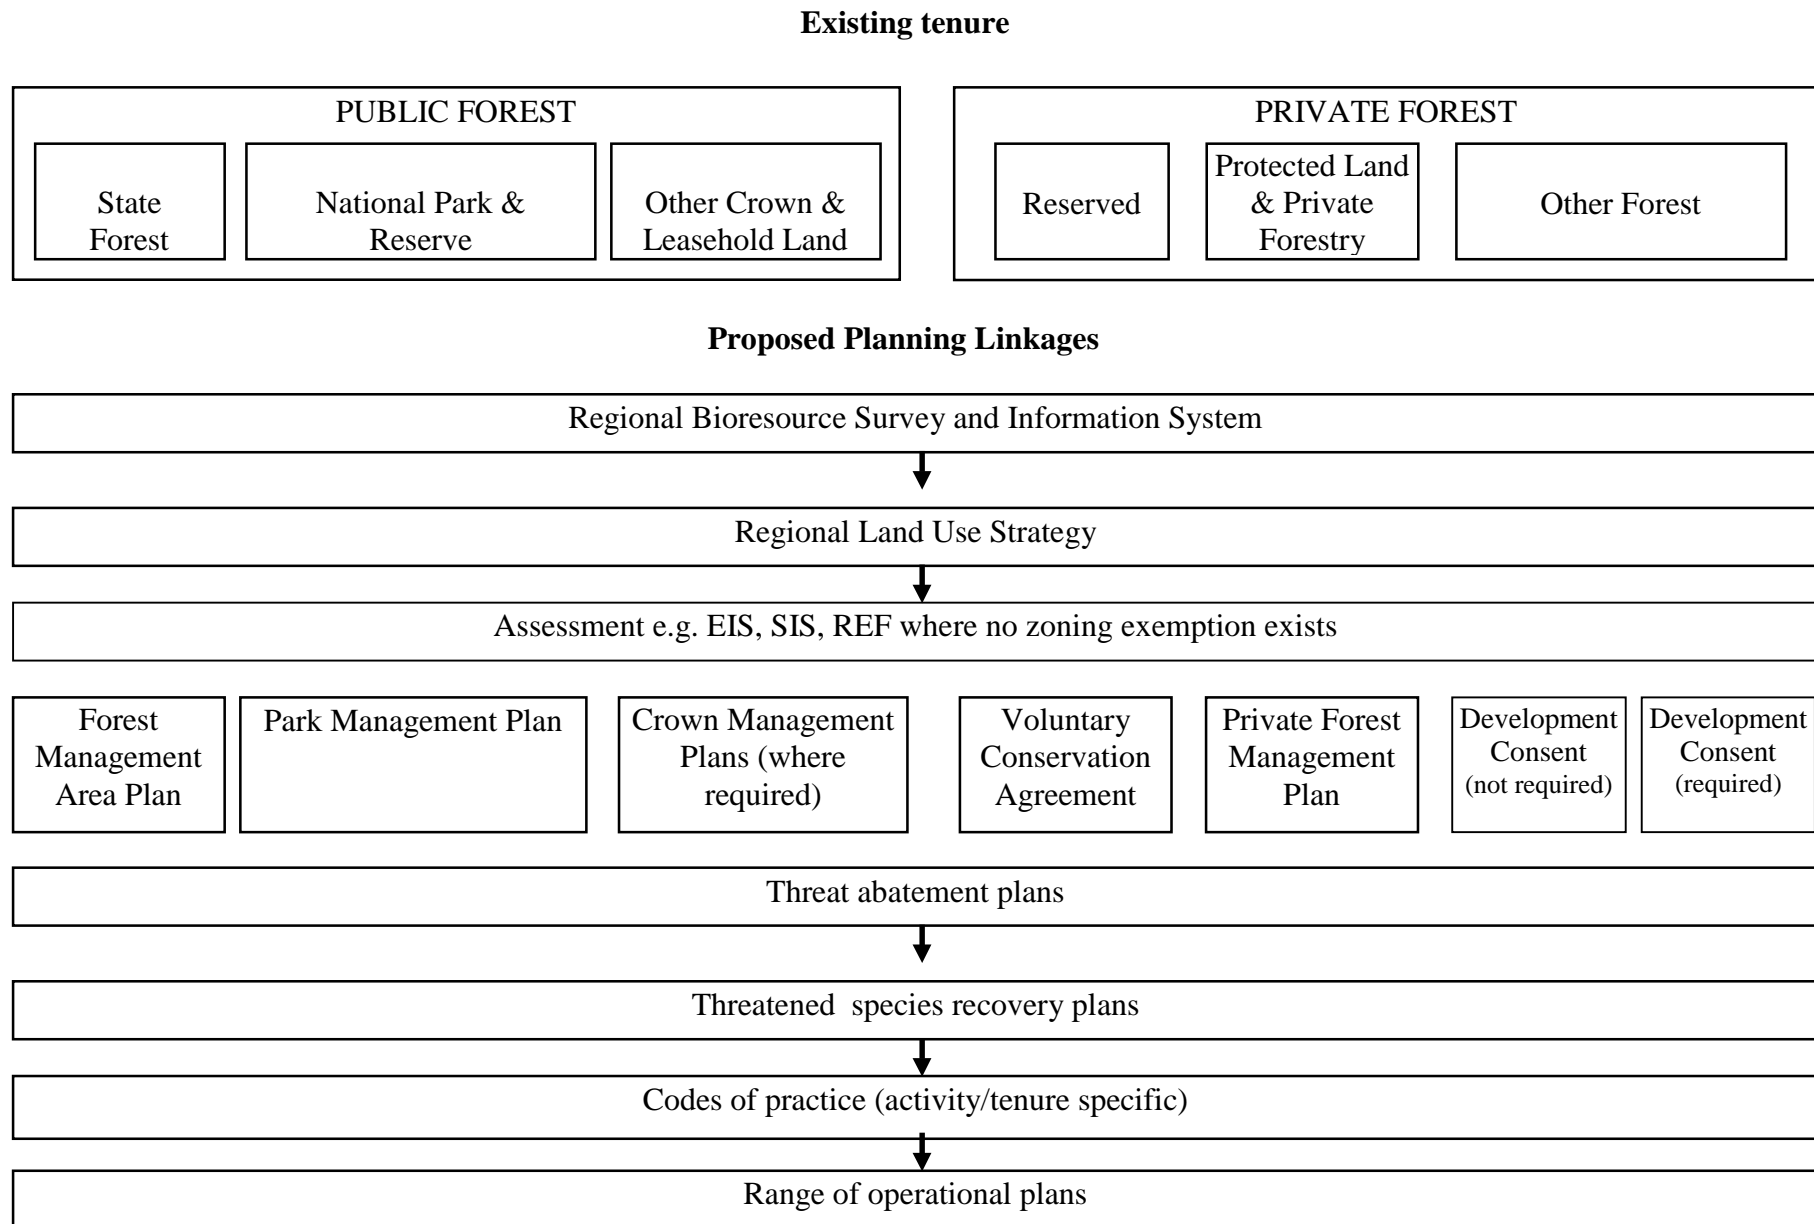 Existing tenure
PUBLIC FOREST
State
Forest
National Park &
Reserve
Other Crown &
Leasehold Land
PRIVATE FOREST
Reserved
Protected Land
& Private
Forestry
Other Forest
Proposed Planning Linkages
Regional Bioresource Survey and Information System
Regional Land Use Strategy
Assessment e.g. EIS, SIS, REF where no zoning exemption exists
Forest
Management
Area Plan
Park Management Plan
Crown Management
Plans (where
required)
Voluntary
Conservation
Agreement
Private Forest
Management
Plan
Development
Consent
(not required)
Development
Consent
(required)
Threat abatement plans
Threatened species recovery plans
Codes of practice (activity/tenure specific)
Range of operational plans